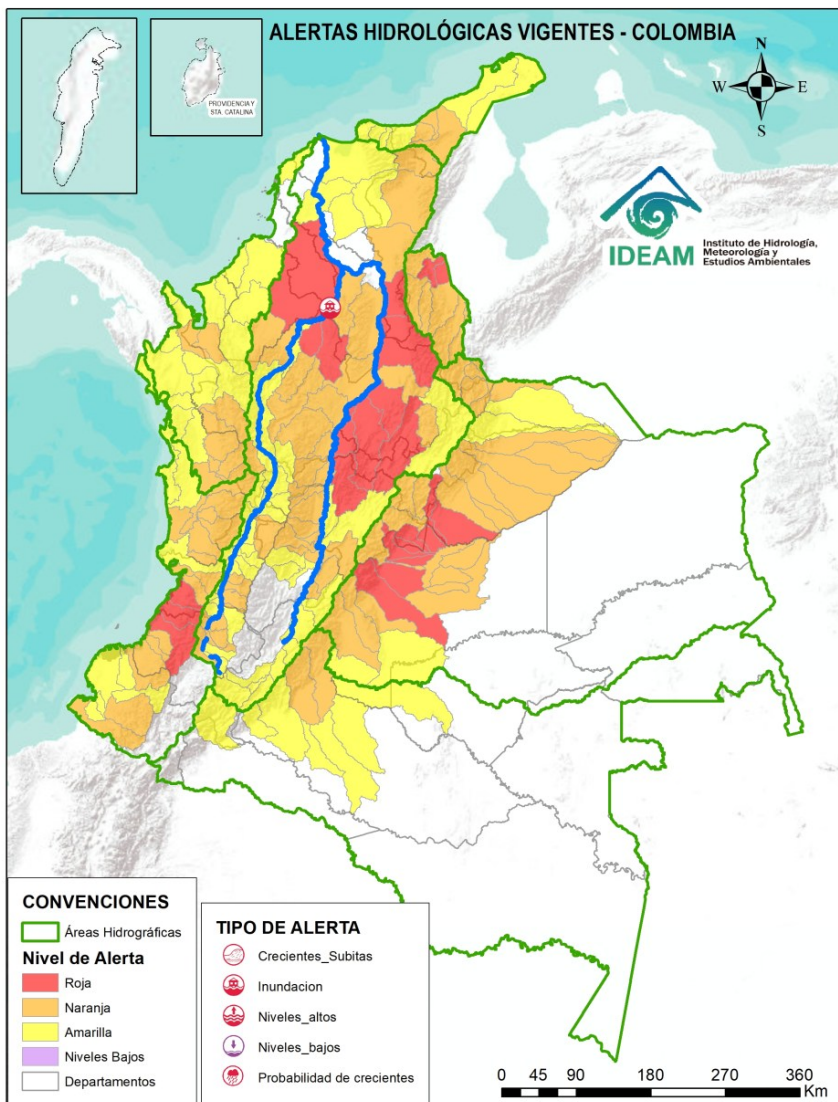 ALERTAS HIDROLÓGICAS VIGENTES - COLOMBIA
PROVIDENCIA Y
STA. CATALINA
N
W
E
S
IDEAM
Instituto de Hidrología,
Meteorología y
Estudios Ambientales
CONVENCIONES
Áreas Hidrográficas
Nivel de Alerta
Roja
Naranja
Amarilla
Niveles Bajos
Departamentos
TIPO DE ALERTA
Crecientes_Subitas
Inundacion
Niveles_altos
Niveles_bajos
Probabilidad de crecientes
0 45 90 180 270 360
Km